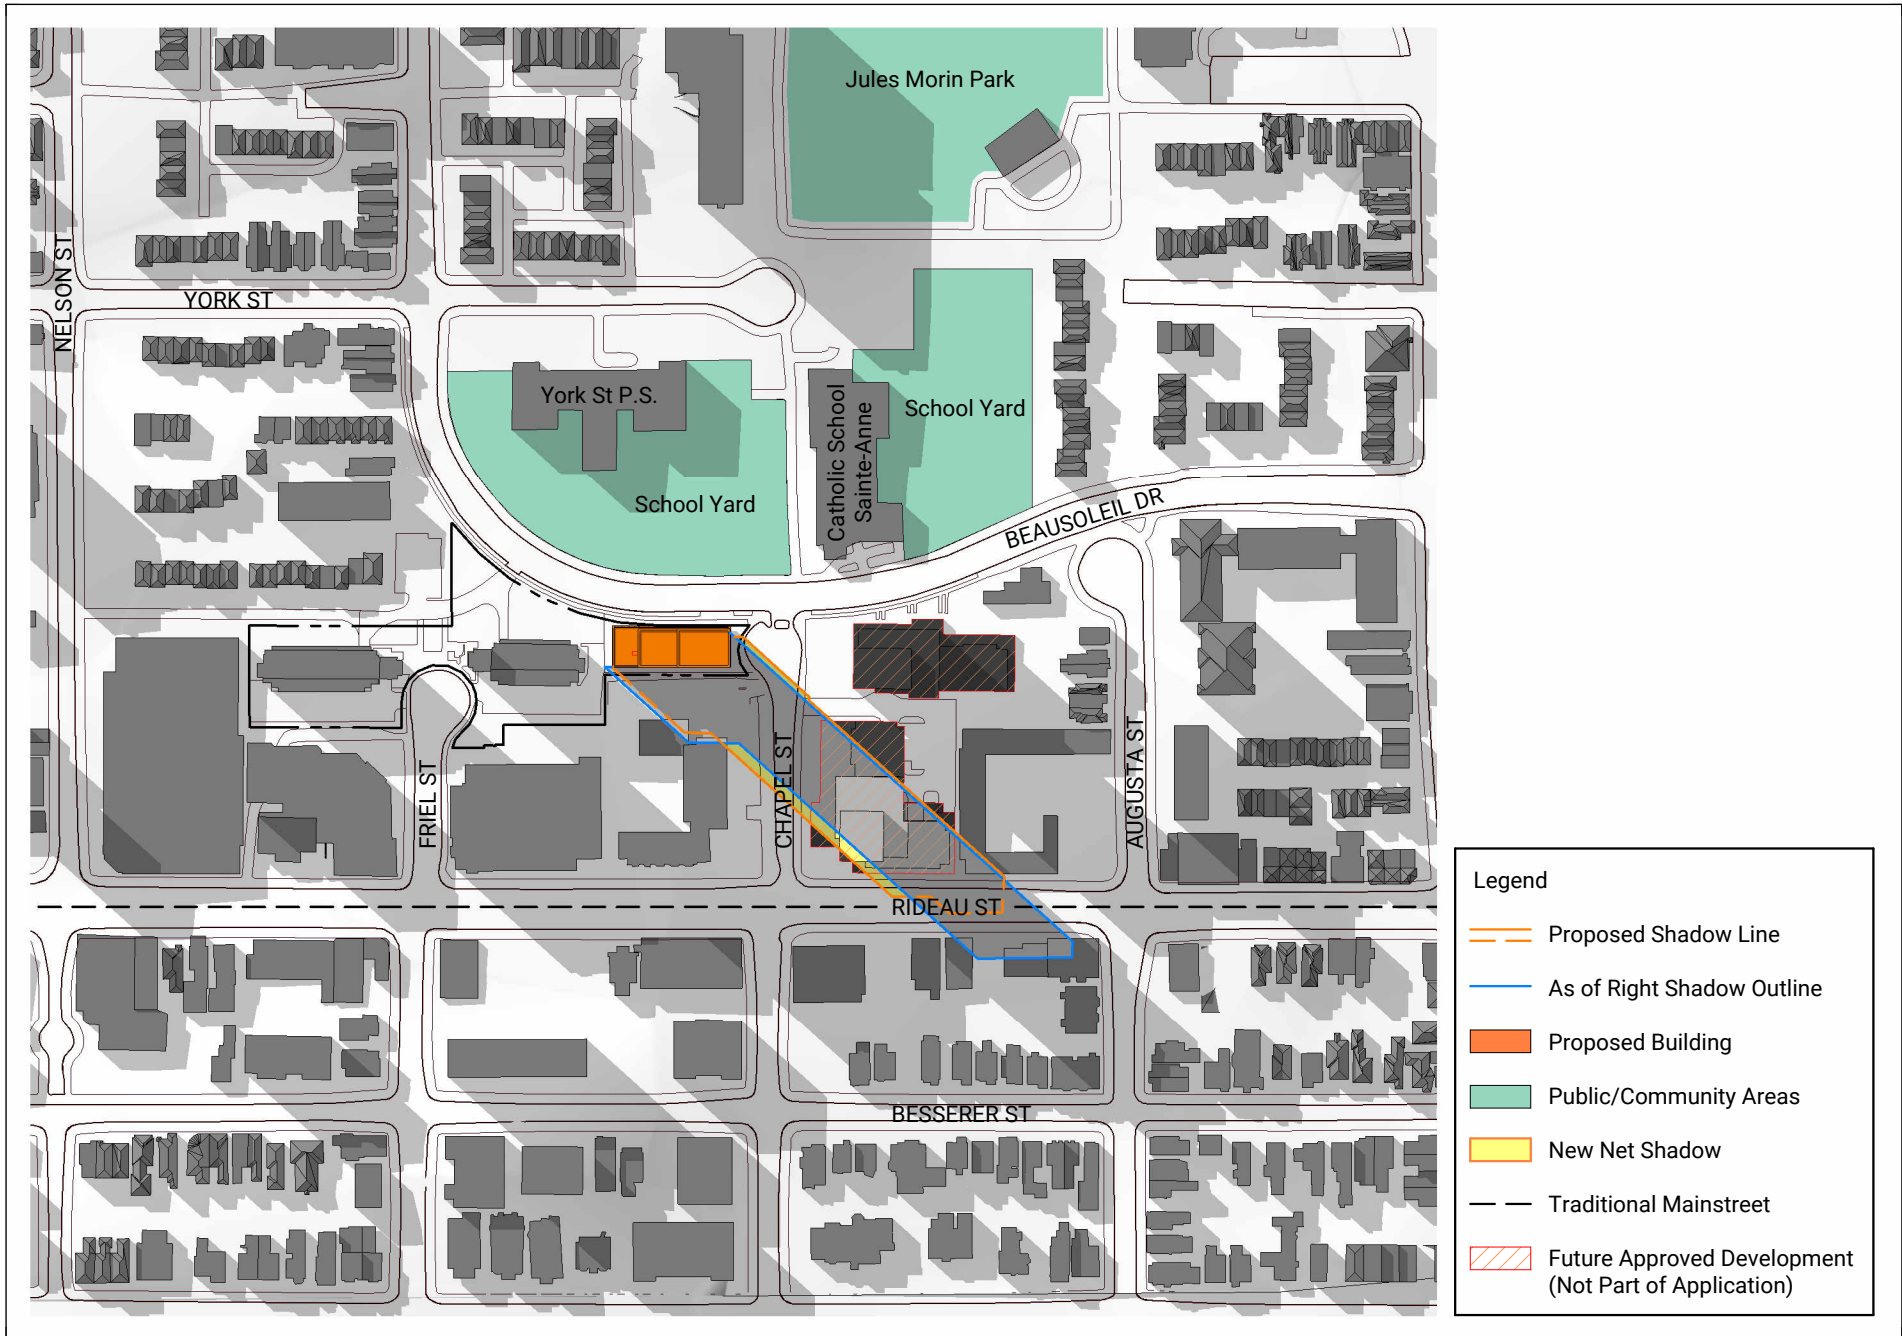 Jules Morin Park
NELSON ST
YORK ST
York St P.S.
School Yard
Catholic School
Sainte-Anne
School Yard
BEAUSOLEIL DR
FRIEL ST
CHAPEL ST
AUGUSTA ST
RIDEAU ST
BESSERER ST
Legend
Proposed Shadow Line
As of Right Shadow Outline
Proposed Building
Public/Community Areas
New Net Shadow
Traditional Mainstreet
Future Approved Development
(Not Part of Application)